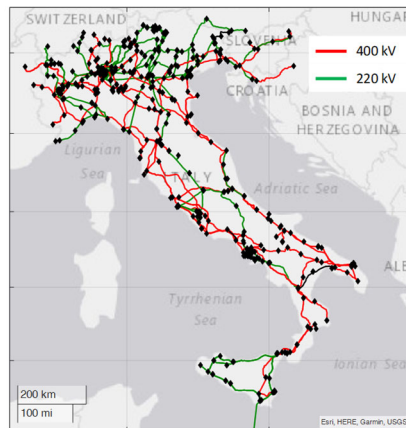 SWITZERLAND
HUNGAR
SLOVENIA
400 kV
220 kV
CROATIA
BOSNIA AND
HERZEGOVINA
Ligurian
Sea
ITALY
Adriatic Sea
ALB
Tyrrhenian
Sea
Ionian Sea
200 km
100 mi
Esri, HERE, Garmin, USGS